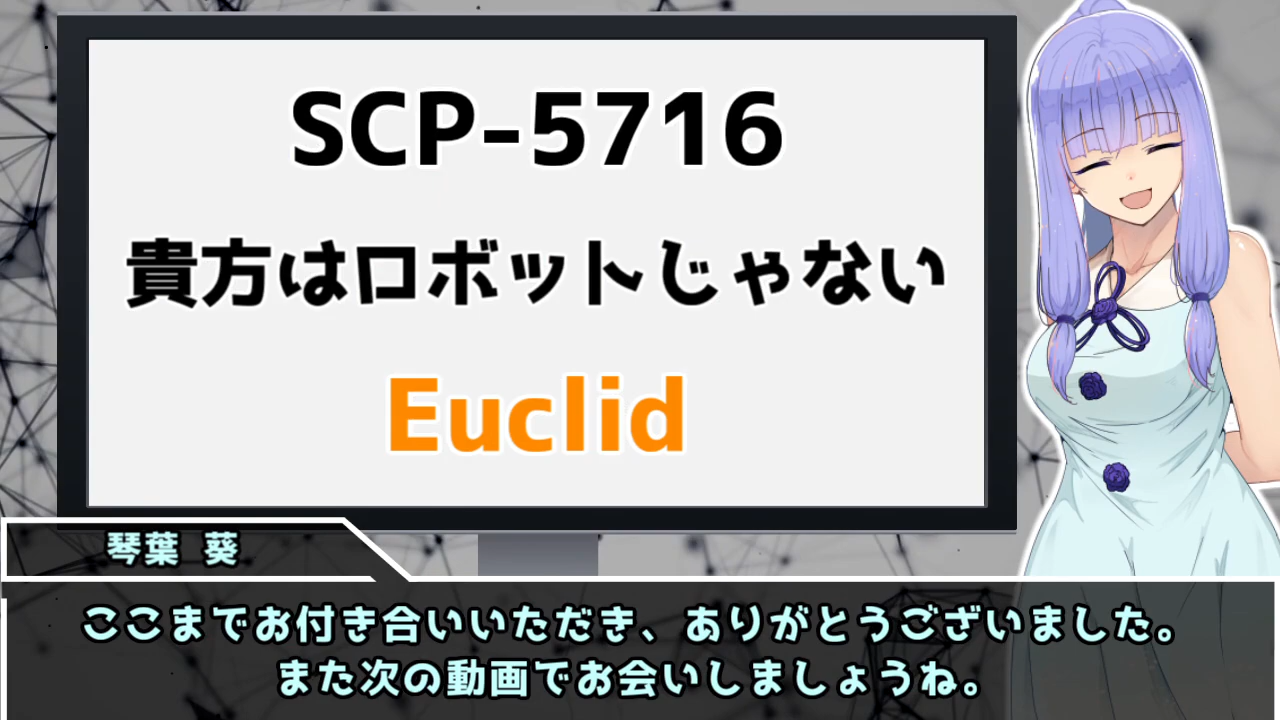 SCP-5716
貴方はロボットじゃない
Euclid
琴葉 葵
ここまでお付き合いいただき、ありがとうございました。
また次の動画でお会いしましょうね。